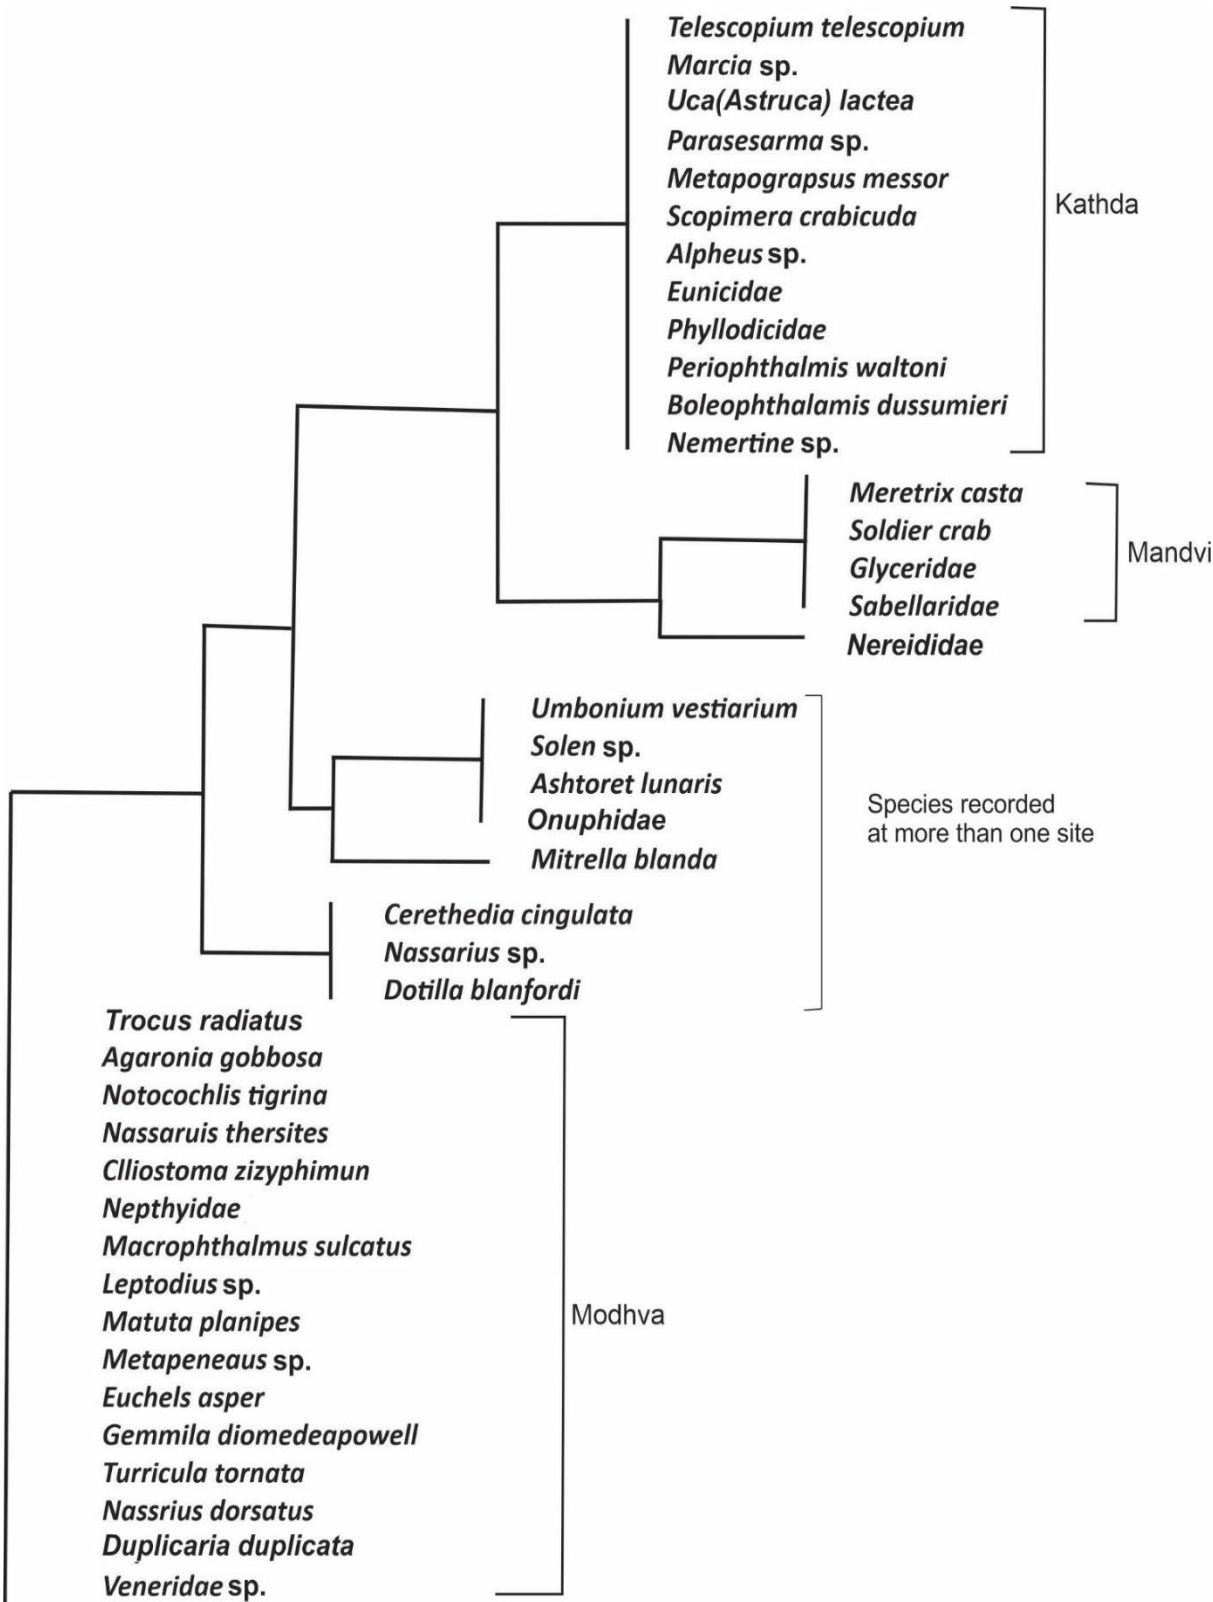 Telescopium telescopium
Marcia sp.
Uca(Astruca) lactea
Parasesarma sp.
Metapograpsus messor
Scopimera crabicuda
Alpheus sp.
Eunicidae
Phyllodicidae
Periophthalmis waltoni
Boleophthalamis dussumieri
Nemertine sp.
Kathda
Meretrix casta
Soldier crab
Glyceridae
Sabellaridae
Mandvi
Nereididae
Umbonium vestiarium
Solen sp.
Ashtoret lunaris
Onuphidae
Mitrella blanda
Cerethedia cingulata
Nassarius sp.
Dotilla blanfordi
Species recorded
at more than one site
Trocus radiatus
Agaronia gobbosa
Notocochlis tigrina
Nassaruis thersites
Clliostoma zizyphimun
Nepthyidae
Macrophthalmus sulcatus
Leptodius sp.
Matuta planipes
Metapeneaus sp.
Euchels asper
Gemmila diomedeapowell
Turricula tornata
Nassrius dorsatus
Duplicaria duplicata
Veneridae sp.
Modhva